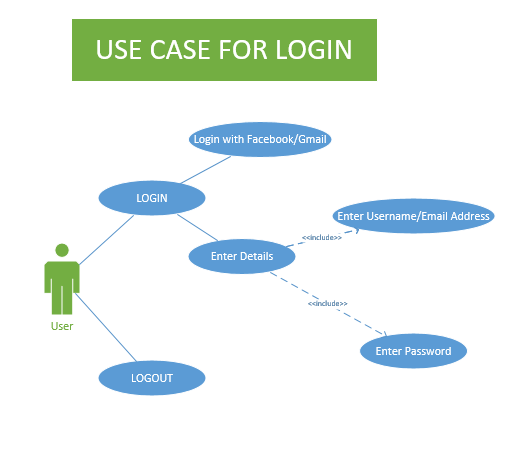 USE CASE FOR LOGIN
Login with Facebook/Gmail
LOGIN
Enter Username/Email Address
<<include>>
Enter Details
<<include>>
User
Enter Password
LOGOUT